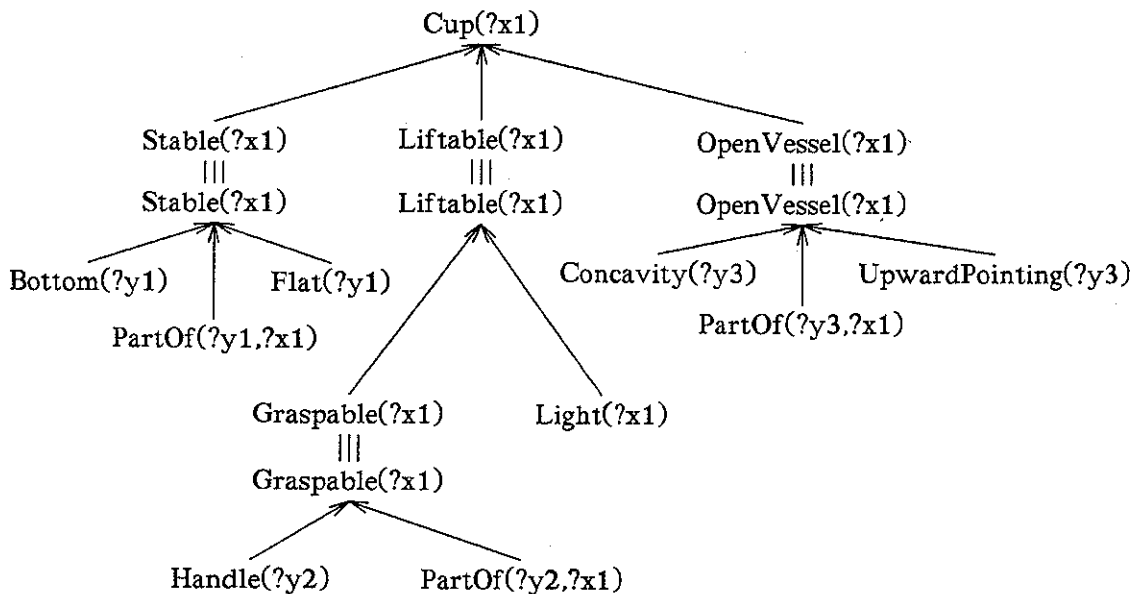 Cup(?x1)
Stable(?x1) Liftable(?x1) OpenVessel(?x1)
Stable(?x1) Liftable(?x1) OpenVessel(?x1)
Bottom(?y1) Flat(?y1) Concavity(?y3) UpwardPointing(?y3)
PartOf(?y1,?x1) PartOf(?y3,?x1)
Graspable(?x1) Light(?x1)
Graspable(?x1)
Handle(?y2) PartOf(?y2,?x1)